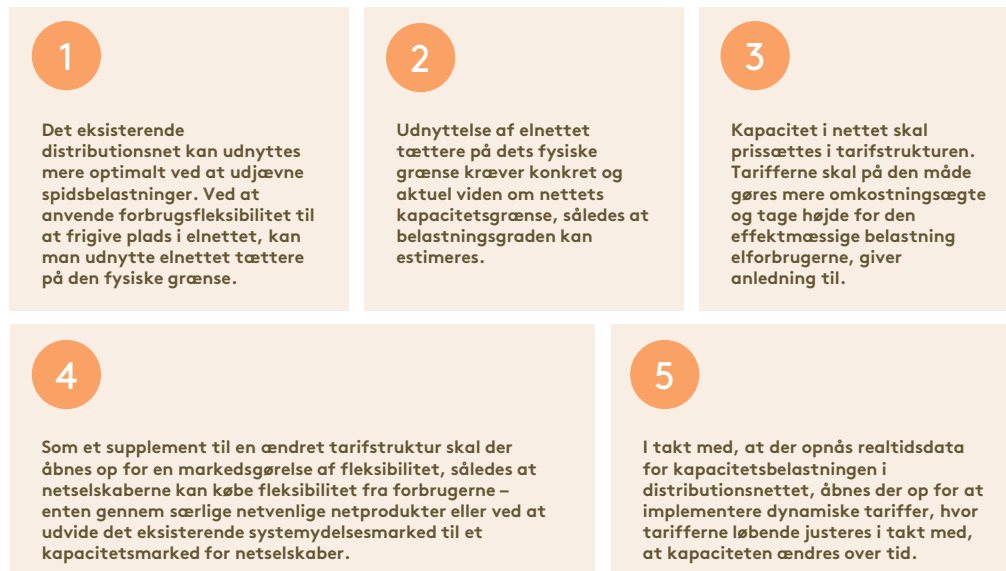 1
Det eksisterende
distributionsnet kan udnyttes
mere optimalt ved at udjævne
spidsbelastninger. Ved at
anvende forbrugsfleksibilitet til
at frigive plads i elnettet, kan
man udnytte elnettet tættere
på den fysiske grænse.
2
Udnyttelse af elnettet
tættere på dets fysiske
grænse kræver konkret og
aktuel viden om nettets
kapacitetsgrænse, således at
belastningsgraden kan
estimeres.
3
Kapacitet i nettet skal
prissættes i tarifstrukturen.
Tarifferne skal på den måde
gøres mere omkostningsægte
og tage højde for den
effektmæssige belastning
elforbrugerne, giver
anledning til.
4
Som et supplement til en ændret tarifstruktur skal der
åbnes op for en markedsgørelse af fleksibilitet, således at
netselskaberne kan købe fleksibilitet fra forbrugerne –
enten gennem særlige netvenlige netprodukter eller ved at
udvide det eksisterende systemydelsesmarked til et
kapacitetsmarked for netselskaber.
5
I takt med, at der opnås realtidsdata
for kapacitetsbelastningen i
distributionsnettet, åbnes der op for at
implementere dynamiske tariffer, hvor
tarifferne løbende justeres i takt med,
at kapaciteten ændres over tid.